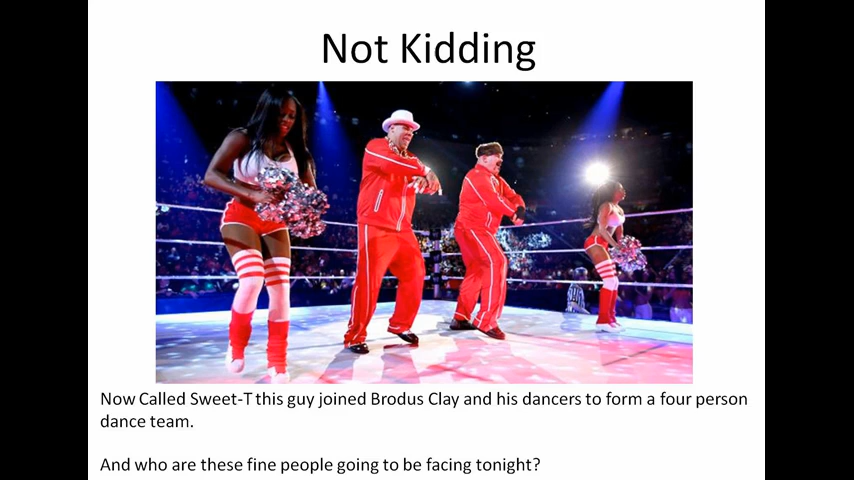 Not Kidding
Now Called Sweet-T this guy joined Brodus Clay and his dancers to form a four person
dance team.
And who are these fine people going to be facing tonight?